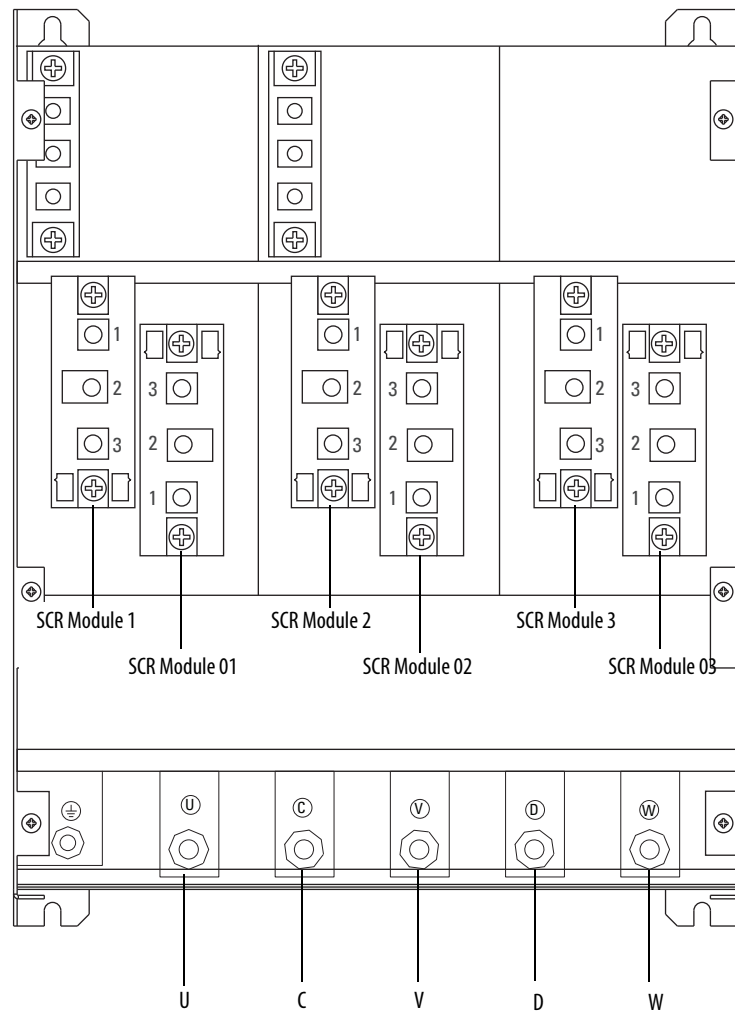 1
1
1
3
3
3
2
2
2
2
2
2
3
3
3
1
1
1
SCR Module 1
SCR Module 2
SCR Module 3
SCR Module 01
SCR Module 02
SCR Module 03
U
C
V
D
W
U
C
V
D
W